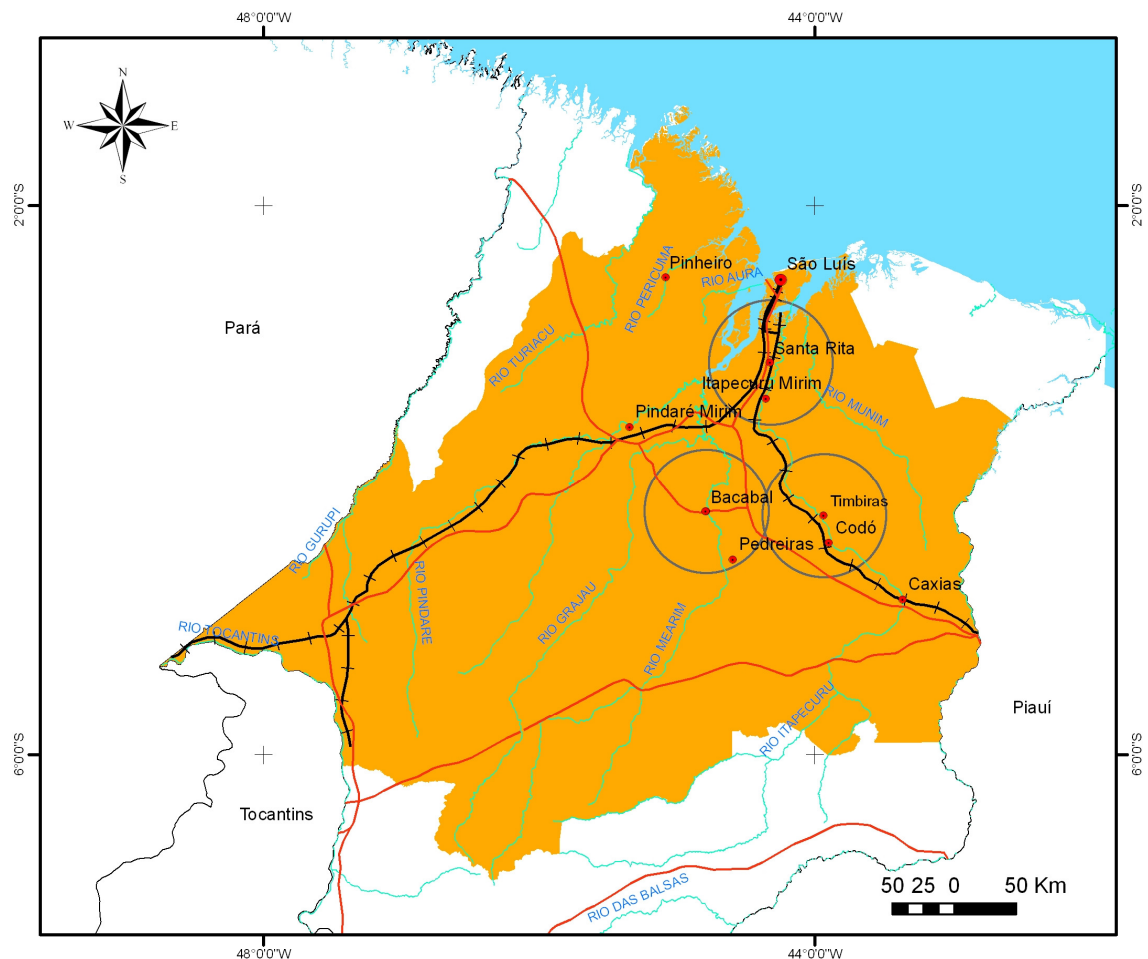 48°0'0"W
44°0'0"W
N
W
E
S
2°0'0"S
2°0'0"S
São Luís
Pinheiro
RIO AURA
RIO PERICUMA
Pará
RIO TURIACU
Santa Rita
Itapecuru Mirim
RIO MUNIM
Pindaré Mirim
Bacabal
Timbiras
Codó
Pedreiras
RIO GURUPI
RIO PINDARE
RIO GRAJAU
Caxias
RIO TOCANTINS
RIO MEARIM
Piauí
RIO ITAPECURU
6°0'0"S
6°0'0"S
Tocantins
50 25 0 50 Km
RIO DAS BALSAS
48°0'0"W
44°0'0"W